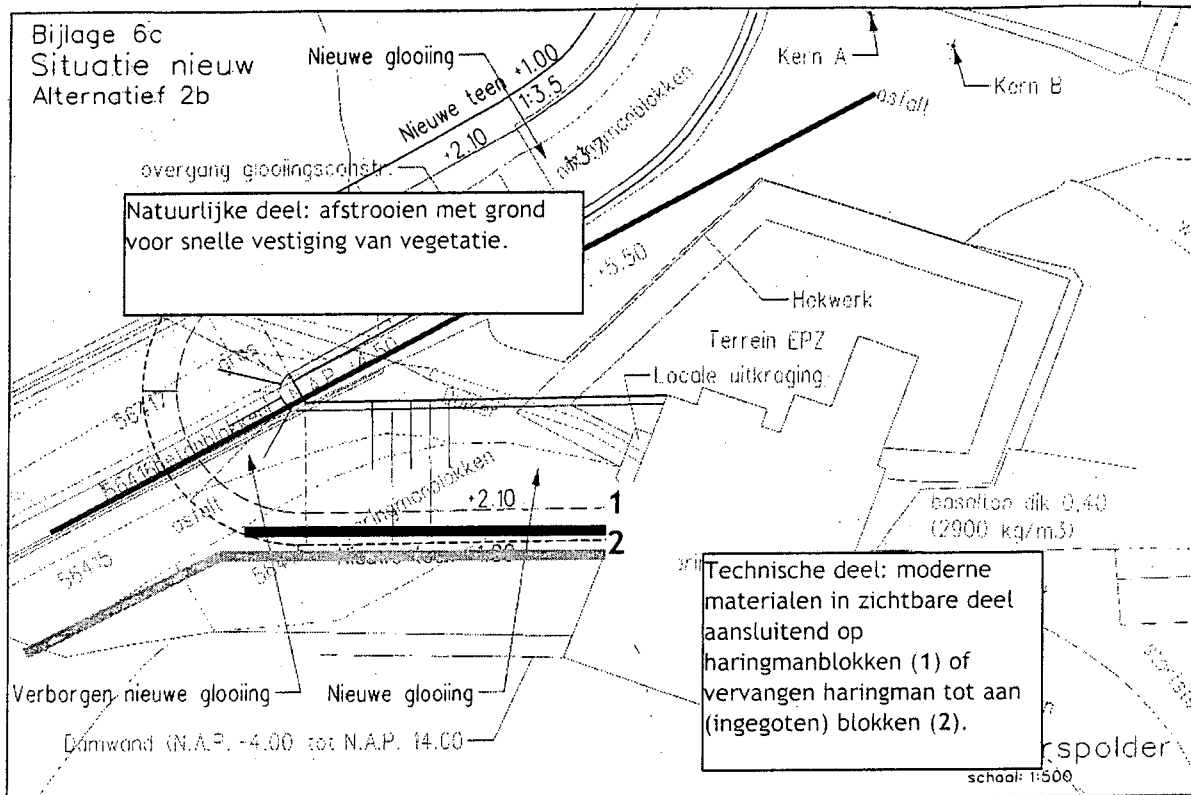 Bijlage 6c
Situatie nieuw
Alternatief 2b
Nieuwe glooiing
Nieuwe teen +1.00
1:3.5
+2.10
Kern A
Kern B
asfalt
overgang glooiingsconstr.
Natuurlijke deel: afstrooien met grond
voor snelle vestiging van vegetatie.
+5.50
Hekwerk
Terrein EPZ
Locale uitkraging
56417
asfalt
56415
+2.10
1
2
basalton dik 0,40
(2900 kg/m3)
Technische deel: moderne
materialen in zichtbare deel
aansluitend op
haringmanblokken (1) of
vervangen haringman tot aan
(ingegoten) blokken (2).
Verborgen nieuwe glooiing
Nieuwe glooiing
Damwand (N.A.P. -4.00 tot N.A.P.
rspolder
schaal: 1:500